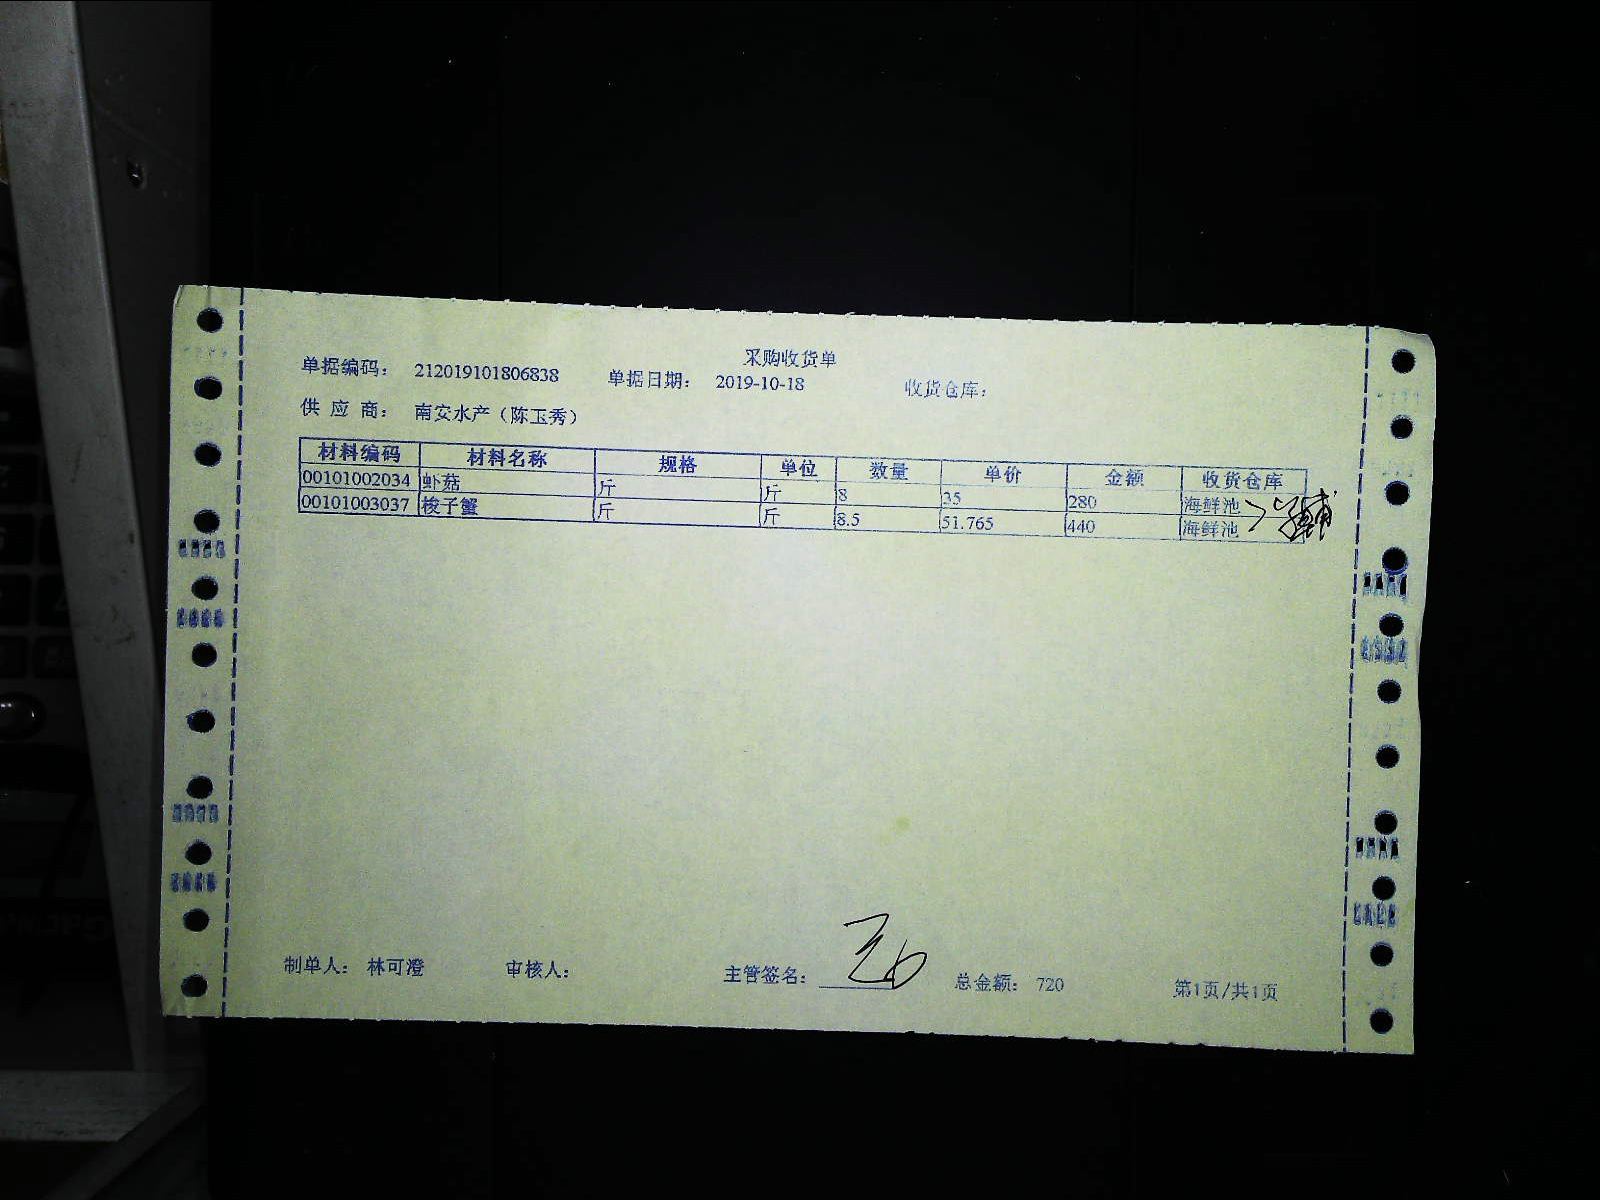 采购收货单
单据编码： 212019101806838 单据日期： 2019-10-18 收货仓库：
供 应 商： 南安水产（陈玉秀）
材料编码 材料名称 规格 单位 数量 单价 金额 收货仓库
00101002034 虾菇 斤 斤 8 35 280 海鲜池
00101003037 梭子蟹 斤 斤 8.5 51.765 440 海鲜池
制单人： 林可澄 审核人： 主管签名： 总金额： 720 第1页/共1页